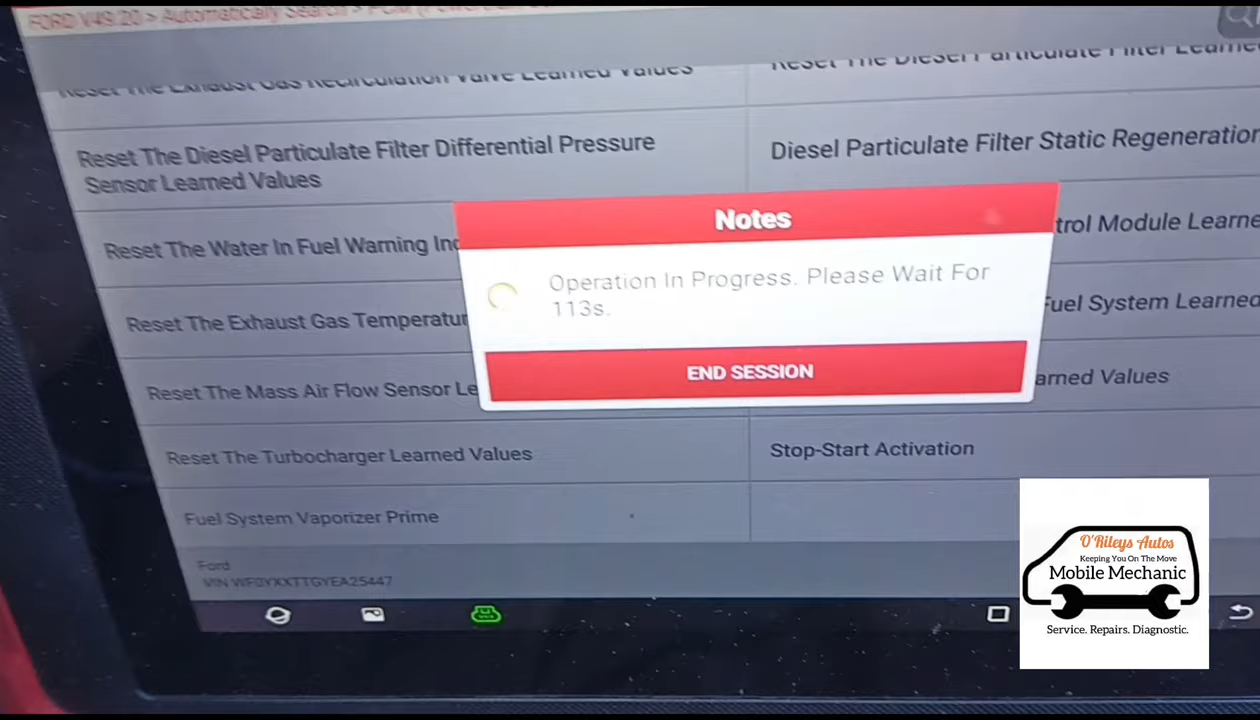 FORD V49.20 > Automatically Search > PCM (Powertrain
Reset The Exhaust Gas Recirculation Valve Learned Values
Reset The Diesel Particulate Filter Learne
Reset The Diesel Particulate Filter Differential Pressure
Sensor Learned Values
Diesel Particulate Filter Static Regeneration
Reset The Water In Fuel Warning Ind
trol Module Learne
Notes
Operation In Progress. Please Wait For
113s.
END SESSION
Reset The Exhaust Gas Temperatur
Fuel System Learned
Reset The Mass Air Flow Sensor Le
arned Values
Reset The Turbocharger Learned Values
Stop-Start Activation
Fuel System Vaporizer Prime
Ford
VIN WF0YXXTTGYEA25447
O'Rileys Autos
Keeping You On The Move
Mobile Mechanic
Service. Repairs. Diagnostic.